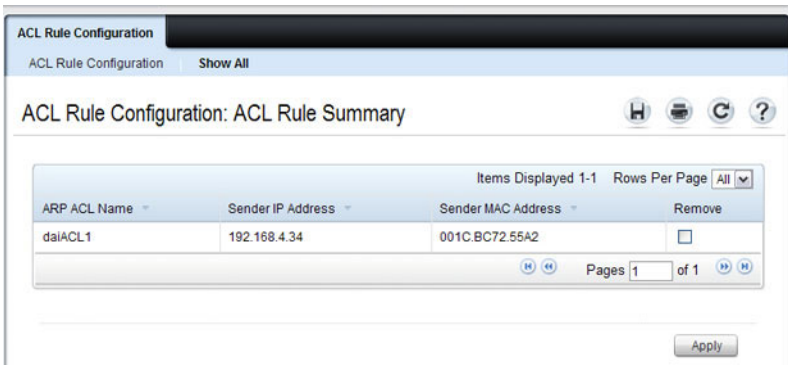 ACL Rule Configuration
ACL Rule Configuration Show All
ACL Rule Configuration: ACL Rule Summary ?
Items Displayed 1-1 Rows Per Page All
ARP ACL Name Sender IP Address Sender MAC Address Remove
daiACL1 192.168.4.34 001C.BC72.55A2
Pages 1 of 1
Apply